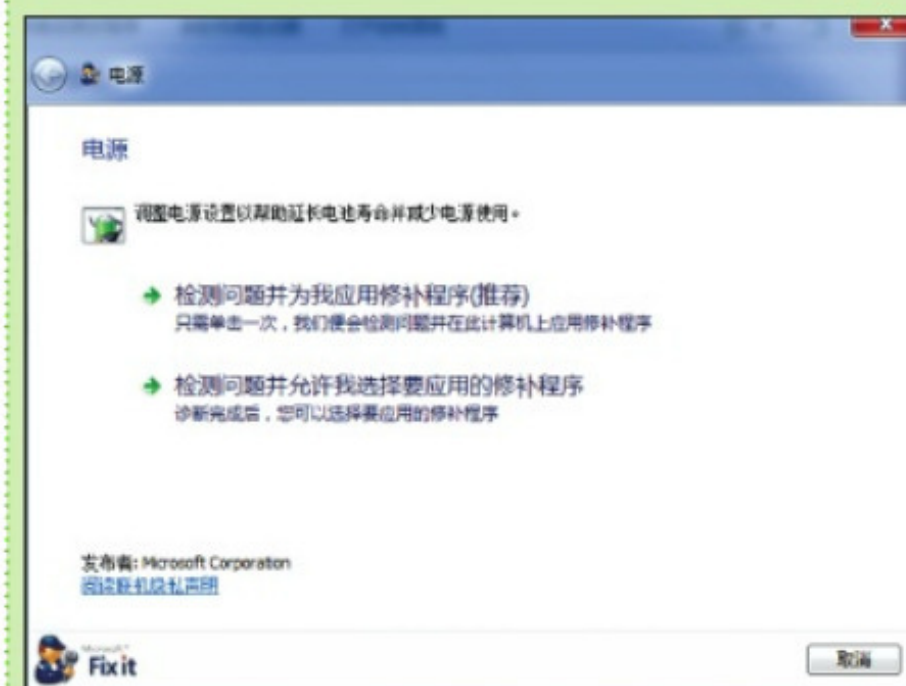 电源
电源
调整电源设置以帮助延长电池寿命并减少电源使用。
检测问题并为我应用修补程序(推荐)
只需单击一次，我们便会检测问题并在此计算机上应用修补程序
检测问题并允许我选择要应用的修补程序
诊断完成后，您可以选择要应用的修补程序
发布者: Microsoft Corporation
阅读联机隐私声明
Microsoft
Fix it
取消